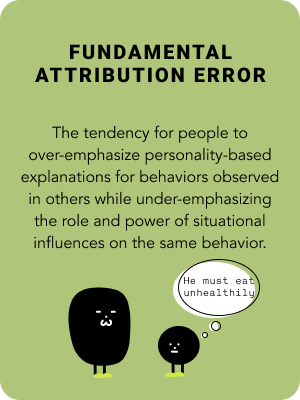 FUNDAMENTAL
ATTRIBUTION ERROR
The tendency for people to
over-emphasize personality-based
explanations for behaviors observed
in others while under-emphasizing
the role and power of situational
influences on the same behavior.
He must eat
unhealthily